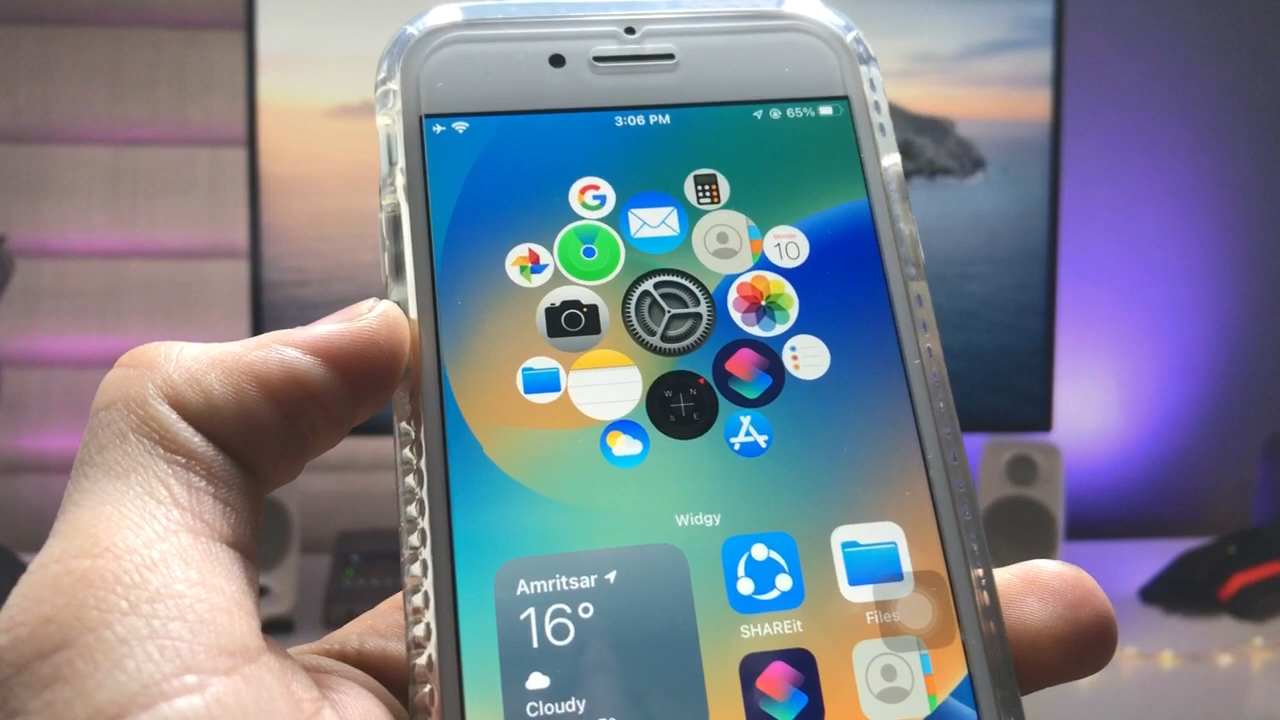 3:06 PM
65%
10
W N
S E
Widgy
Amritsar
16°
Cloudy
SHAREit
Files